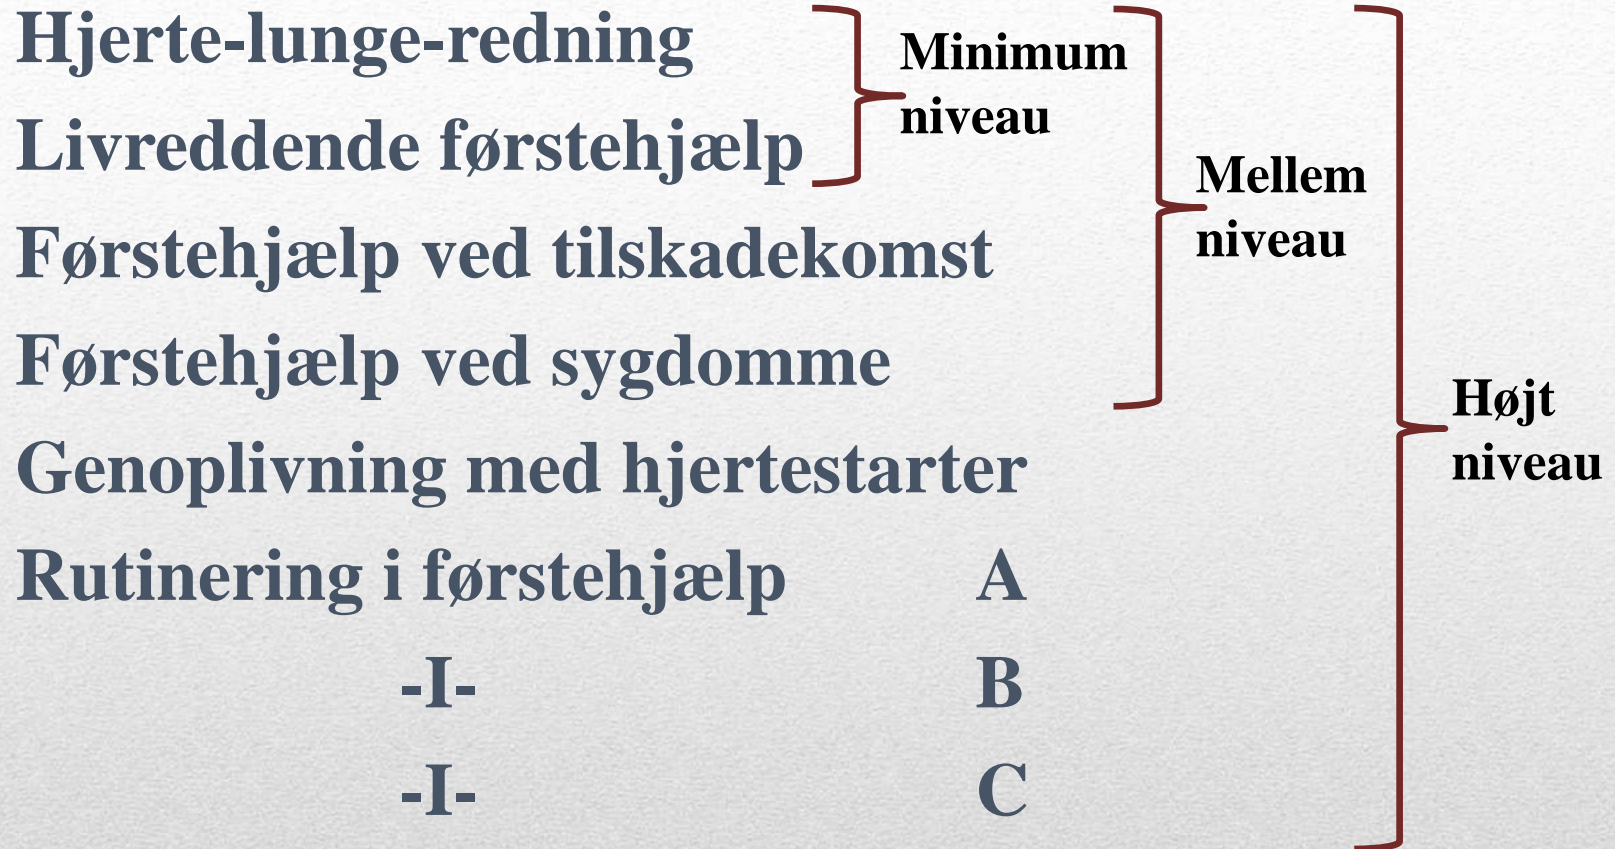 Hjerte-lunge-redning
Livreddende førstehjælp
Minimum
niveau
Førstehjælp ved tilskadekomst
Førstehjælp ved sygdomme
Mellem
niveau
Genoplivning med hjertestarter
Rutinering i førstehjælp A
-I- B
-I- C
Højt
niveau